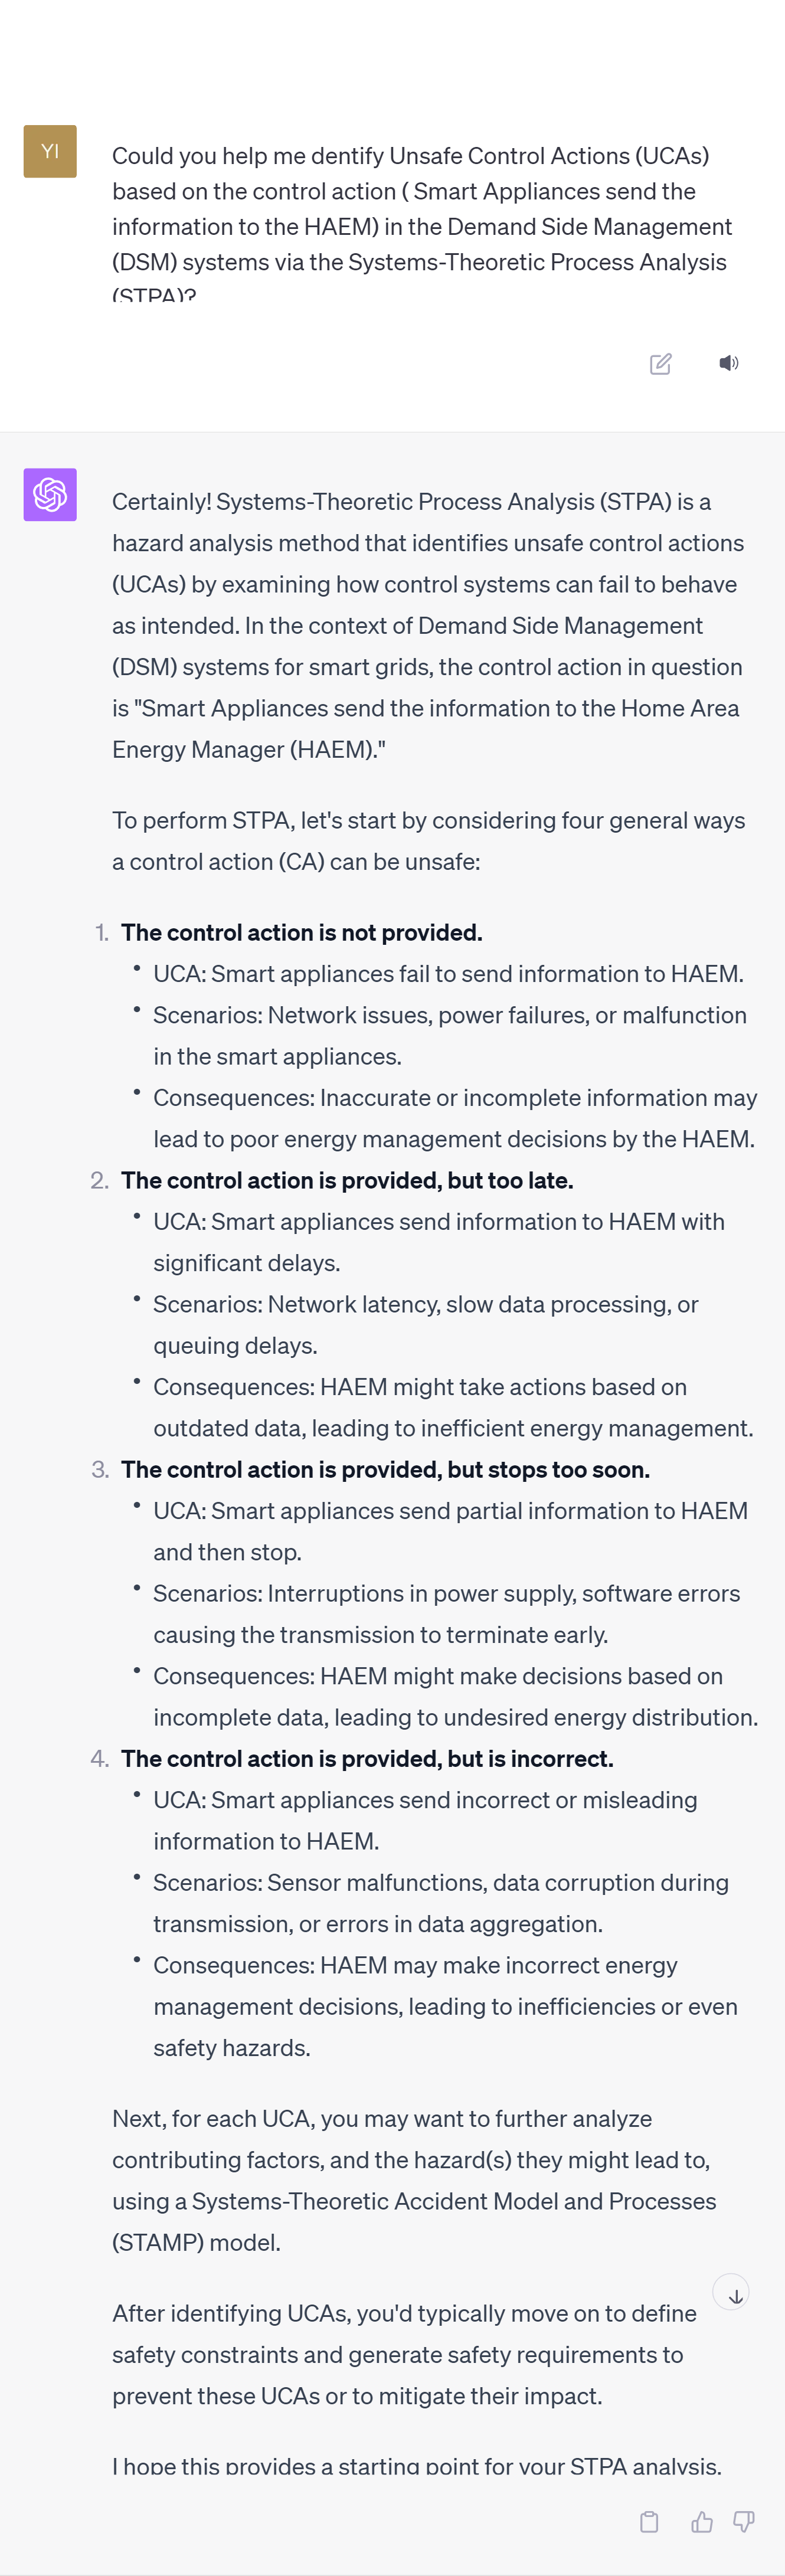 YI
Could you help me dentify Unsafe Control Actions (UCAs)
based on the control action ( Smart Appliances send the
information to the HAEM) in the Demand Side Management
(DSM) systems via the Systems-Theoretic Process Analysis
(STPA)?
Certainly! Systems-Theoretic Process Analysis (STPA) is a
hazard analysis method that identifies unsafe control actions
(UCAs) by examining how control systems can fail to behave
as intended. In the context of Demand Side Management
(DSM) systems for smart grids, the control action in question
is "Smart Appliances send the information to the Home Area
Energy Manager (HAEM)."
To perform STPA, let's start by considering four general ways
a control action (CA) can be unsafe:
1. The control action is not provided.
• UCA: Smart appliances fail to send information to HAEM.
• Scenarios: Network issues, power failures, or malfunction
in the smart appliances.
• Consequences: Inaccurate or incomplete information may
lead to poor energy management decisions by the HAEM.
2. The control action is provided, but too late.
• UCA: Smart appliances send information to HAEM with
significant delays.
• Scenarios: Network latency, slow data processing, or
queuing delays.
• Consequences: HAEM might take actions based on
outdated data, leading to inefficient energy management.
3. The control action is provided, but stops too soon.
• UCA: Smart appliances send partial information to HAEM
and then stop.
• Scenarios: Interruptions in power supply, software errors
causing the transmission to terminate early.
• Consequences: HAEM might make decisions based on
incomplete data, leading to undesired energy distribution.
4. The control action is provided, but is incorrect.
• UCA: Smart appliances send incorrect or misleading
information to HAEM.
• Scenarios: Sensor malfunctions, data corruption during
transmission, or errors in data aggregation.
• Consequences: HAEM may make incorrect energy
management decisions, leading to inefficiencies or even
safety hazards.
Next, for each UCA, you may want to further analyze
contributing factors, and the hazard(s) they might lead to,
using a Systems-Theoretic Accident Model and Processes
(STAMP) model.
After identifying UCAs, you'd typically move on to define
safety constraints and generate safety requirements to
prevent these UCAs or to mitigate their impact.
I hope this provides a starting point for your STPA analysis.